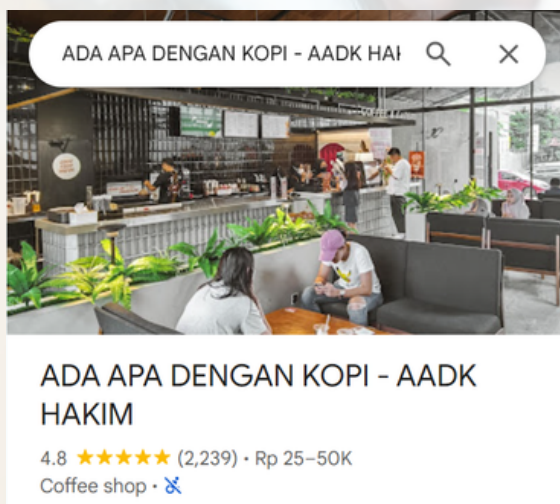 ADA APA DENGAN KOPI - AADK HAI
ADA APA DENGAN KOPI - AADK
HAKIM
4.8 ★★★★★ (2,239) · Rp 25–50K
Coffee shop ·